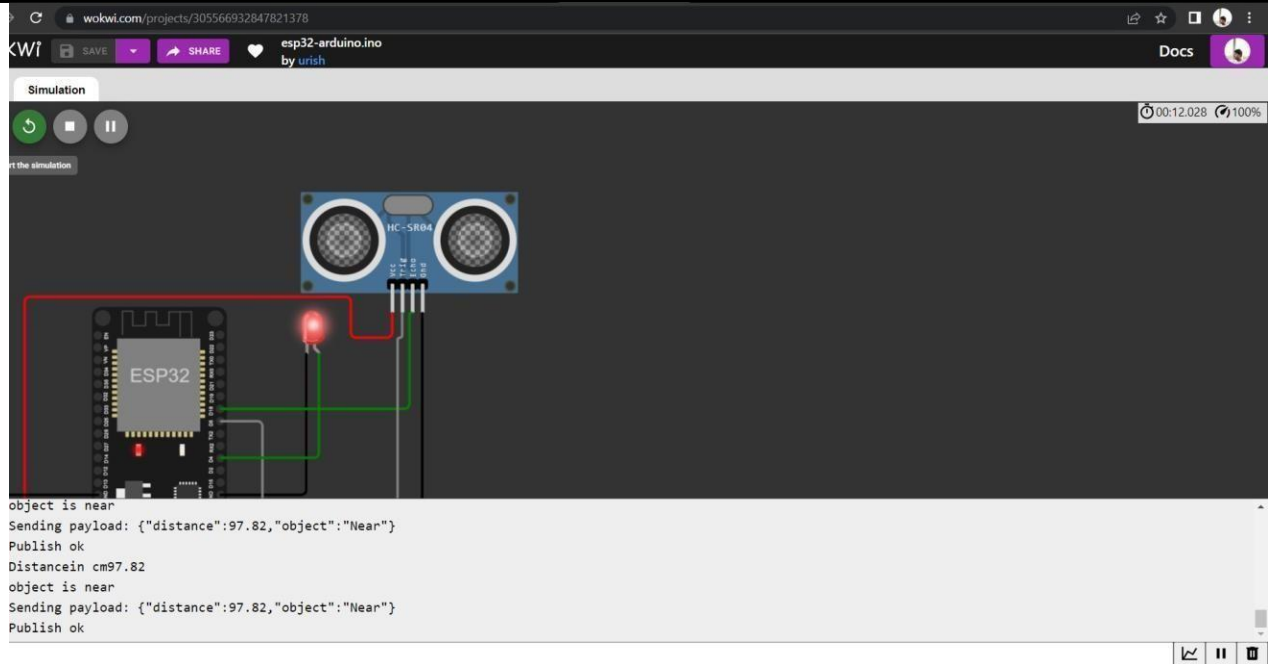 wokwi.com/projects/305566932847821378
KWi SAVE SHARE esp32-arduino.ino
by urish
Docs
Simulation
00:12.028 100%
rt the simulation
HC-SR04
Vcc
Trig
Echo
Gnd
ESP32
object is near
Sending payload: {"distance":97.82,"object":"Near"}
Publish ok
Distancein cm97.82
object is near
Sending payload: {"distance":97.82,"object":"Near"}
Publish ok